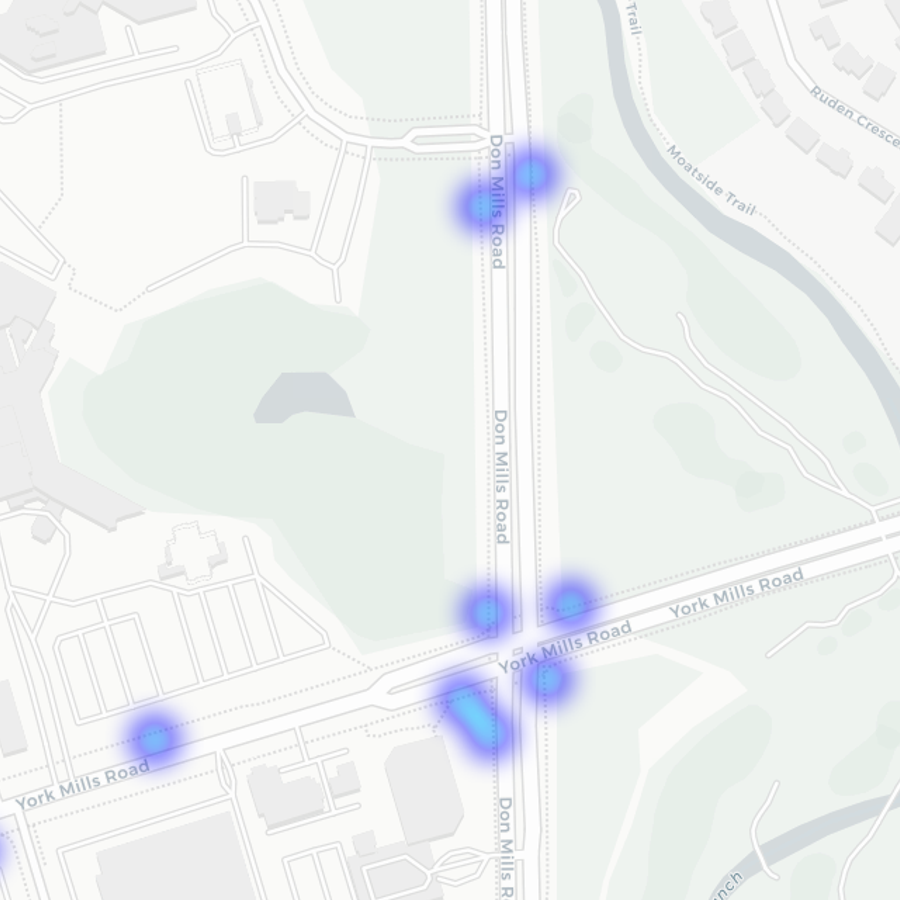 Trail
Ruden Cresce
Moatside Trail
Don Mills Road
Don Mills Road
York Mills Road
York Mills Road
York Mills Road
Don Mills R
nch